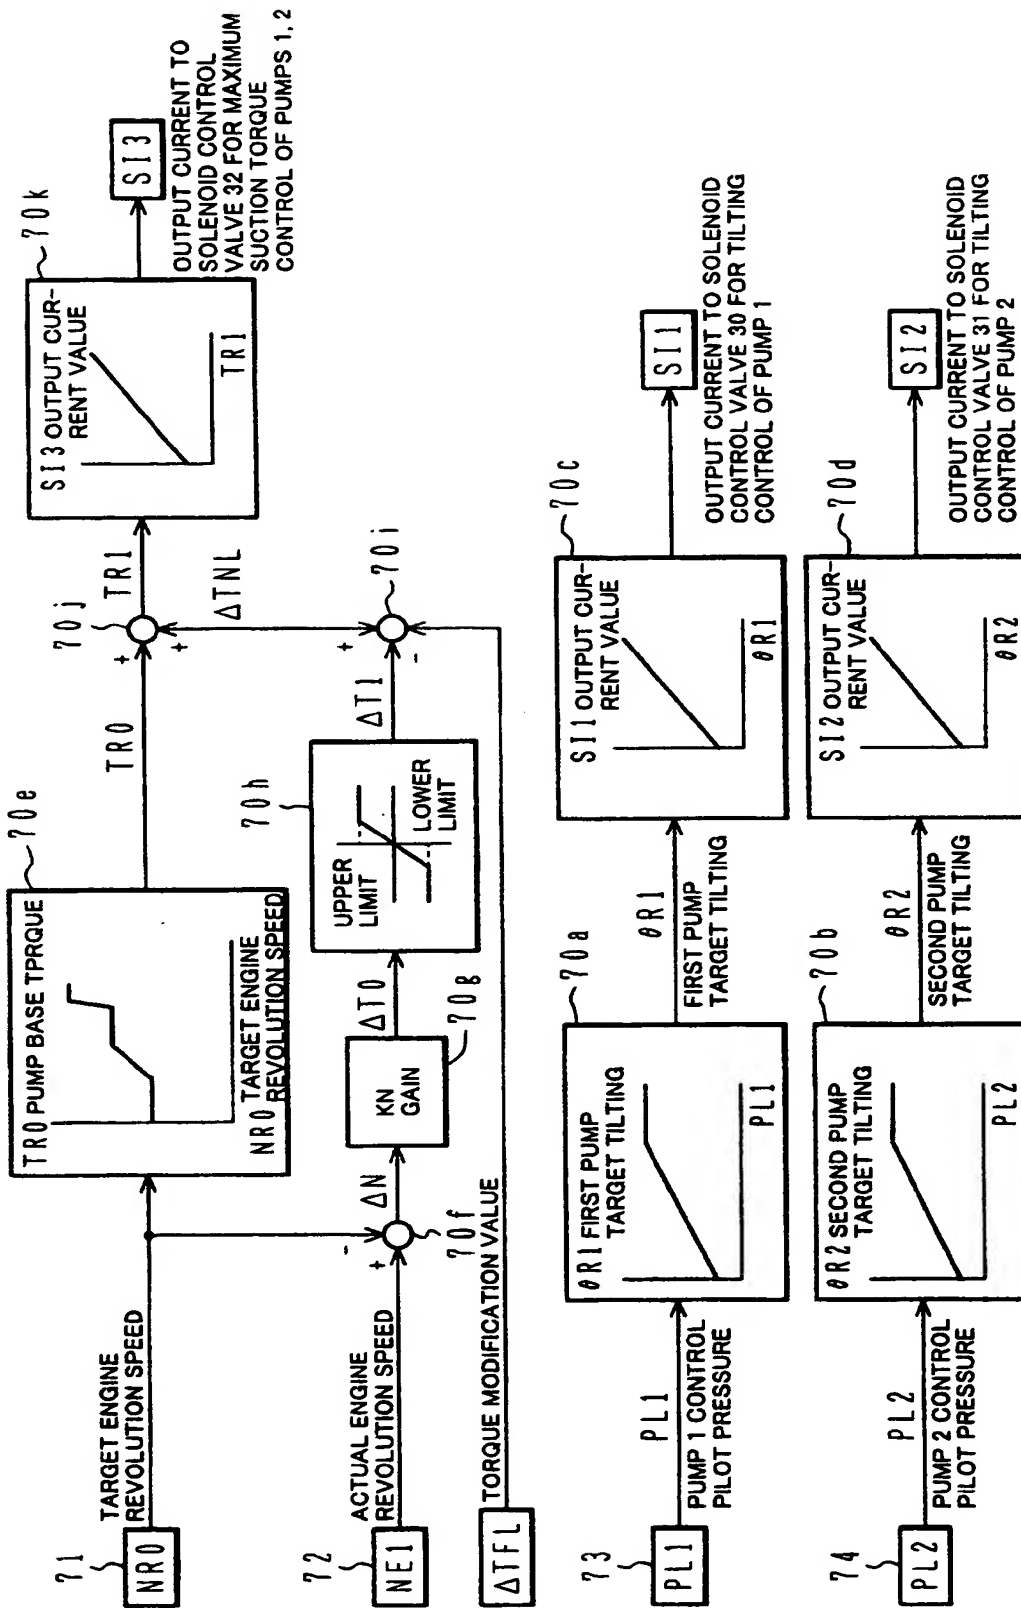 71
NR0
TARGET ENGINE
REVOLUTION SPEED
70e
TR0 PUMP BASE TPRQUE
NR0 TARGET ENGINE
REVOLUTION SPEED
TR0
70j
+
+
TR1
70k
SI3 OUTPUT CUR-
RENT VALUE
TR1
SI3
OUTPUT CURRENT TO
SOLENOID CONTROL
VALVE 32 FOR MAXIMUM
SUCTION TORQUE
CONTROL OF PUMPS 1, 2
72
NE1
ACTUAL ENGINE
REVOLUTION SPEED
-
+
70f
ΔN
KN
GAIN
70g
ΔT0
70h
UPPER
LIMIT
LOWER
LIMIT
ΔT1
+
-
70i
ΔTNL
ΔTFL
TORQUE MODIFICATION VALUE
73
PL1
PL1
PUMP 1 CONTROL
PILOT PRESSURE
70a
θR1 FIRST PUMP
TARGET TILTING
PL1
θR1
FIRST PUMP
TARGET TILTING
70c
SI1 OUTPUT CUR-
RENT VALUE
θR1
SI1
OUTPUT CURRENT TO SOLENOID
CONTROL VALVE 30 FOR TILTING
CONTROL OF PUMP 1
74
PL2
PL2
PUMP 2 CONTROL
PILOT PRESSURE
70b
θR2 SECOND PUMP
TARGET TILTING
PL2
θR2
SECOND PUMP
TARGET TILTING
70d
SI2 OUTPUT CUR-
RENT VALUE
θR2
SI2
OUTPUT CURRENT TO SOLENOID
CONTROL VALVE 31 FOR TILTING
CONTROL OF PUMP 2